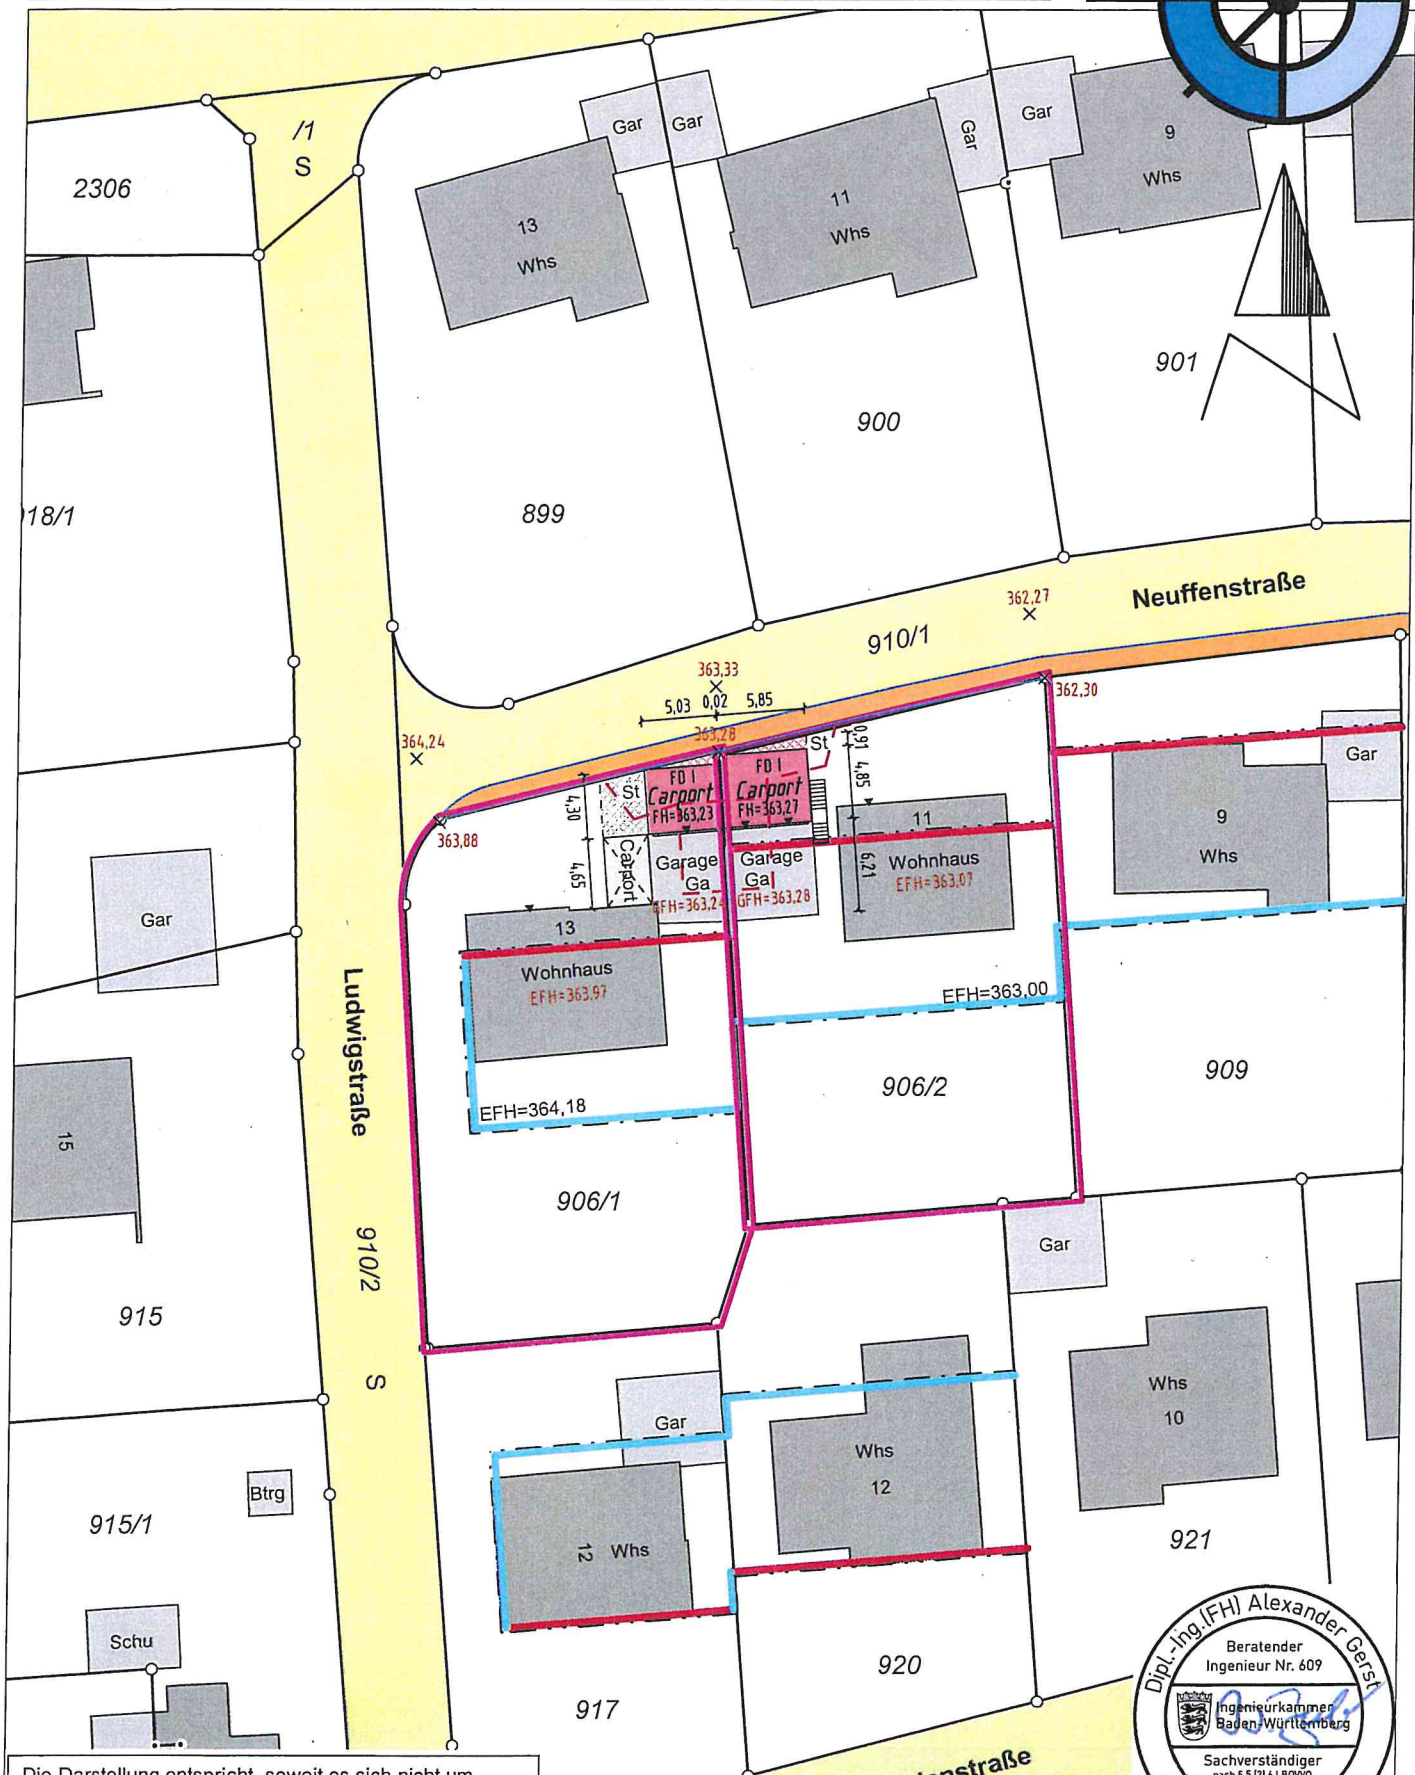 /1
S
2306
Gar
Gar
13
Whs
11
Whs
Gar
Gar
9
Whs
901
900
899
18/1
Neuffenstraße
362,27
910/1
363,33
5,03 0,02 5,85
362,30
364,24
363,28
St
0,91
4,85
6,21
FD I
Carport
FH=363,23
FD I
Carport
FH=363,27
St
4,30
4,65
Carport
363,88
Garage
Ga
Garage
Ga
GFH=363,28
11
Wohnhaus
EFH=363,07
Gar
9
Whs
Gar
13
Wohnhaus
EFH=363,97
EFH=363,00
Ludwigstraße
906/2
909
EFH=364,18
15
906/1
910/2
S
Gar
915
Gar
Whs
12
Whs
10
Btrg
915/1
12 Whs
921
Schu
920
917
Dipl.-Ing.(FH) Alexander Gerst
Beratender
Ingenieur Nr. 609
Ingenieurkammer
Baden-Württemberg
Sachverständiger
Die Darstellung entspricht, soweit es sich nicht um